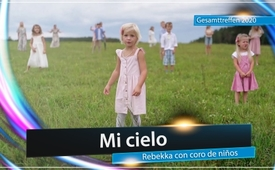 Gesamttreffen 2020
Mi cielo
Rebekka con coro de niños